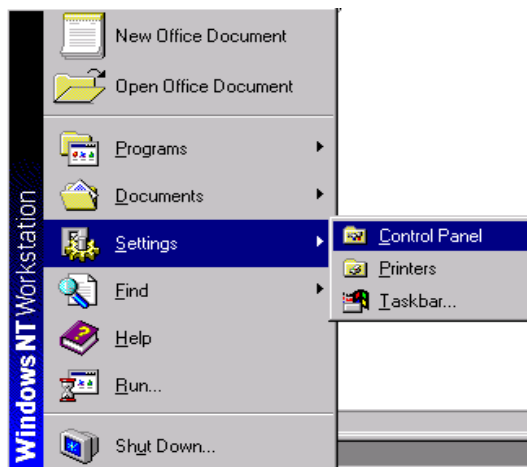 New Office Document
Open Office Document
Programs
Documents
Settings
Find
Help
Run...
Shut Down...
Control Panel
Printers
Taskbar...
Windows NT Workstation